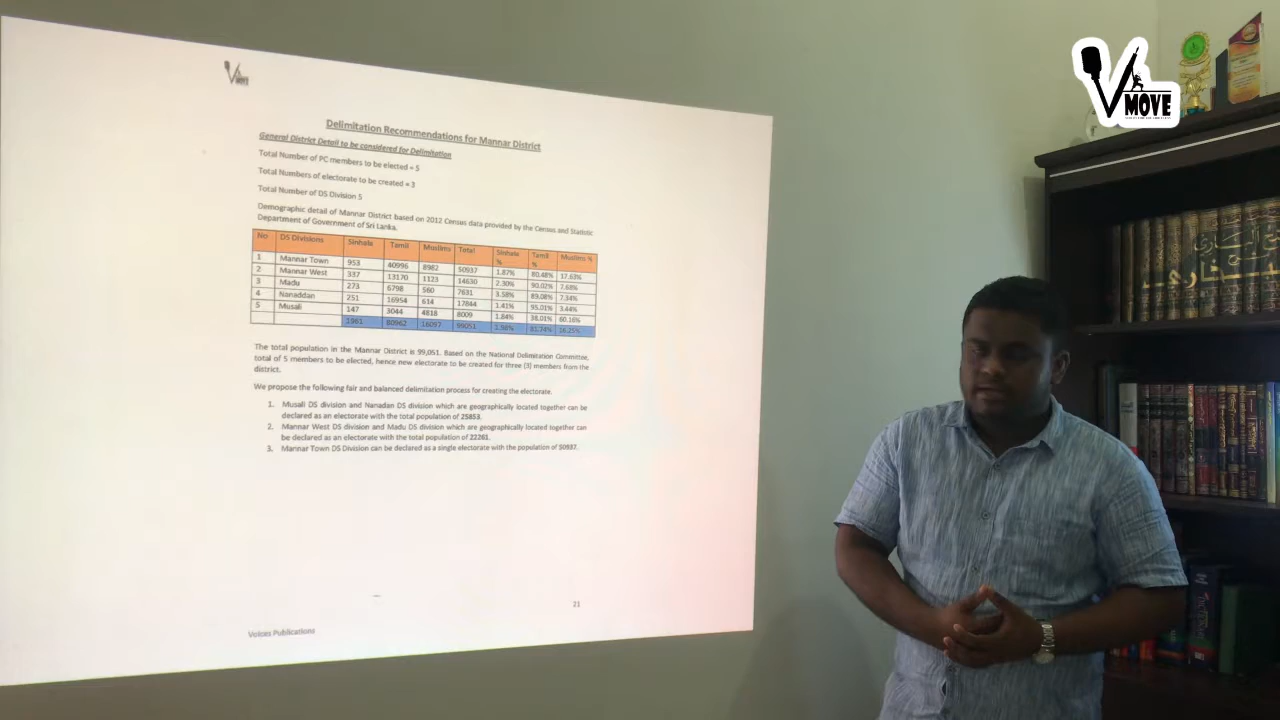 V MOVE
V MOVE
Delimitation Recommendations for Mannar District
General District Detail to be considered for Delimitation
Total Number of PC members to be elected = 5
Total Numbers of electorate to be created = 3
Total Number of DS Division 5
Demographic detail of Mannar District based on 2012 Census data provided by the Census and Statistic
Department of Government of Sri Lanka.
No DS Divisions Sinhala Tamil Muslims Total Sinhala % Tamil % Muslims %
1 Mannar Town 953 40996 8982 50937 1.87% 80.48% 17.63%
2 Mannar West 337 13170 1123 14630 2.30% 90.02% 7.68%
3 Madu 273 6798 560 7631 3.58% 89.08% 7.34%
4 Nanaddan 251 16954 614 17844 1.41% 95.01% 3.44%
5 Musali 147 3044 4818 8009 1.84% 38.01% 60.16%
1961 80962 16097 99051 1.98% 81.74% 16.25%
The total population in the Mannar District is 99,051. Based on the National Delimitation Committee,
total of 5 members to be elected, hence new electorate to be created for three (3) members from the
district.
We propose the following fair and balanced delimitation process for creating the electorate.
1. Musali DS division and Nanadan DS division which are geographically located together can be
declared as an electorate with the total population of 25853.
2. Mannar West DS division and Madu DS division which are geographically located together can
be declared as an electorate with the total population of 22261.
3. Mannar Town DS Division can be declared as a single electorate with the population of 50937.
21
Voices Publications